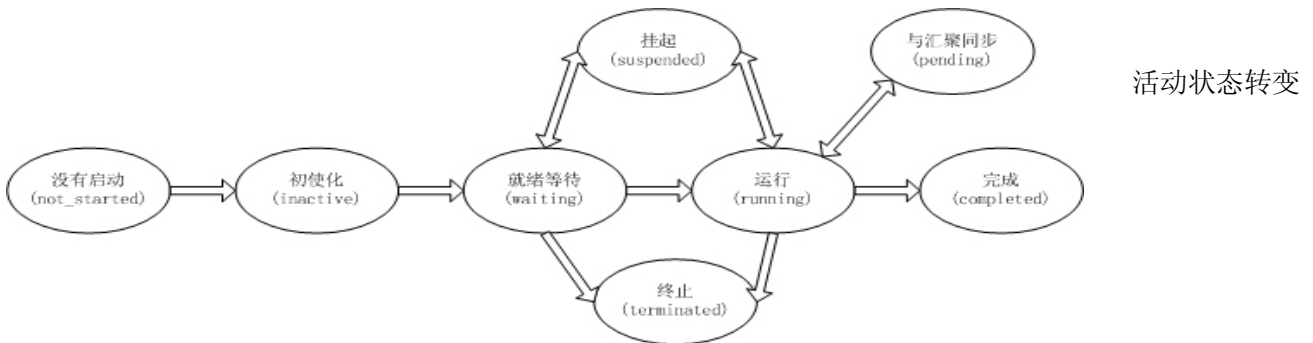 挂起
(suspended)
与汇聚同步
(pending)
活动状态转变
没有启动
(not_started)
初使化
(inactive)
就绪等待
(waiting)
运行
(running)
完成
(completed)
终止
(terminated)